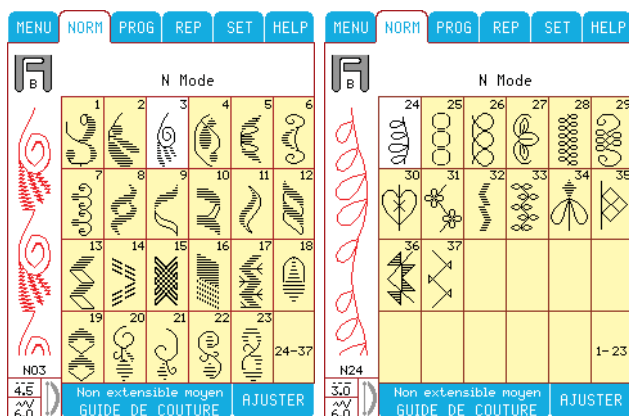 MENU NORM PROG REP SET HELP
B
N Mode
1 2 3 4 5 6
7 8 9 10 11 12
13 14 15 16 17 18
19 20 21 22 23
24-37
N03
4.5
6.0
Non extensible moyen
GUIDE DE COUTURE
AJUSTER
MENU NORM PROG REP SET HELP
B
N Mode
24 25 26 27 28 29
30 31 32 33 34 35
36 37
1-23
N24
3.0
6.0
Non extensible moyen
GUIDE DE COUTURE
AJUSTER